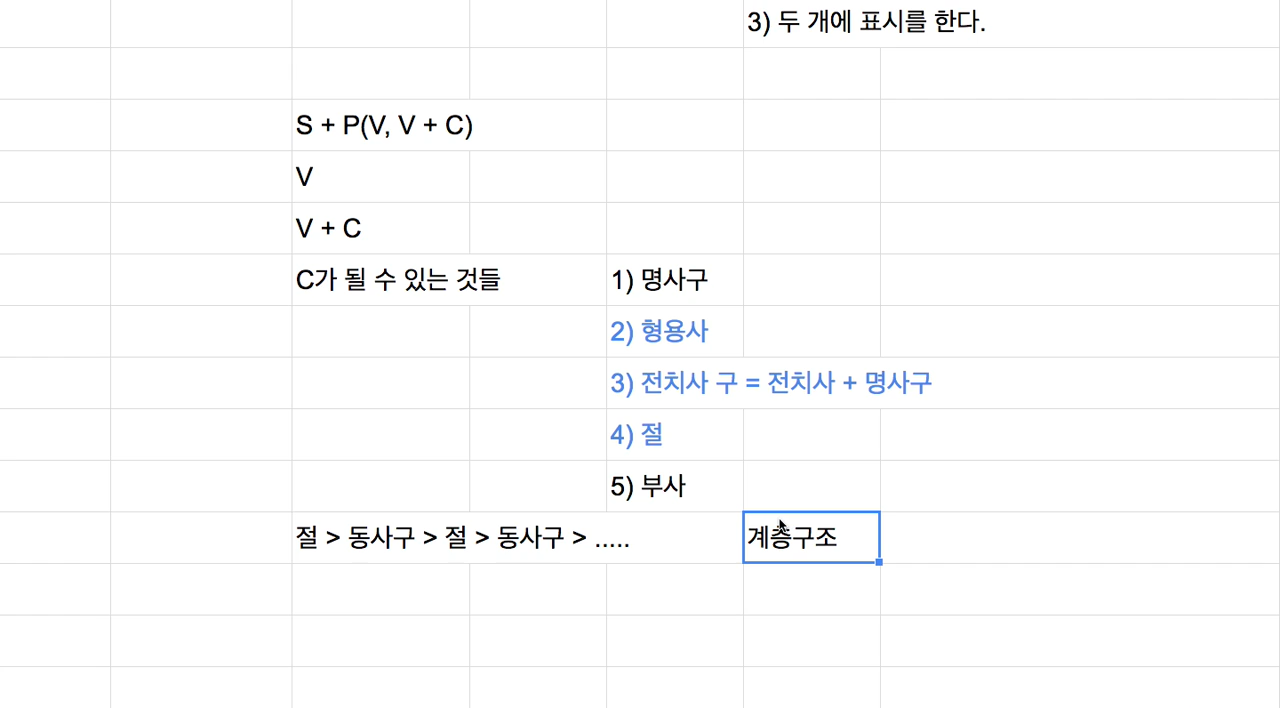 3) 두 개에 표시를 한다.
S + P(V, V + C)
V
V + C
C가 될 수 있는 것들 1) 명사구
2) 형용사
3) 전치사 구 = 전치사 + 명사구
4) 절
5) 부사
절 > 동사구 > 절 > 동사구 > ..... 계층구조